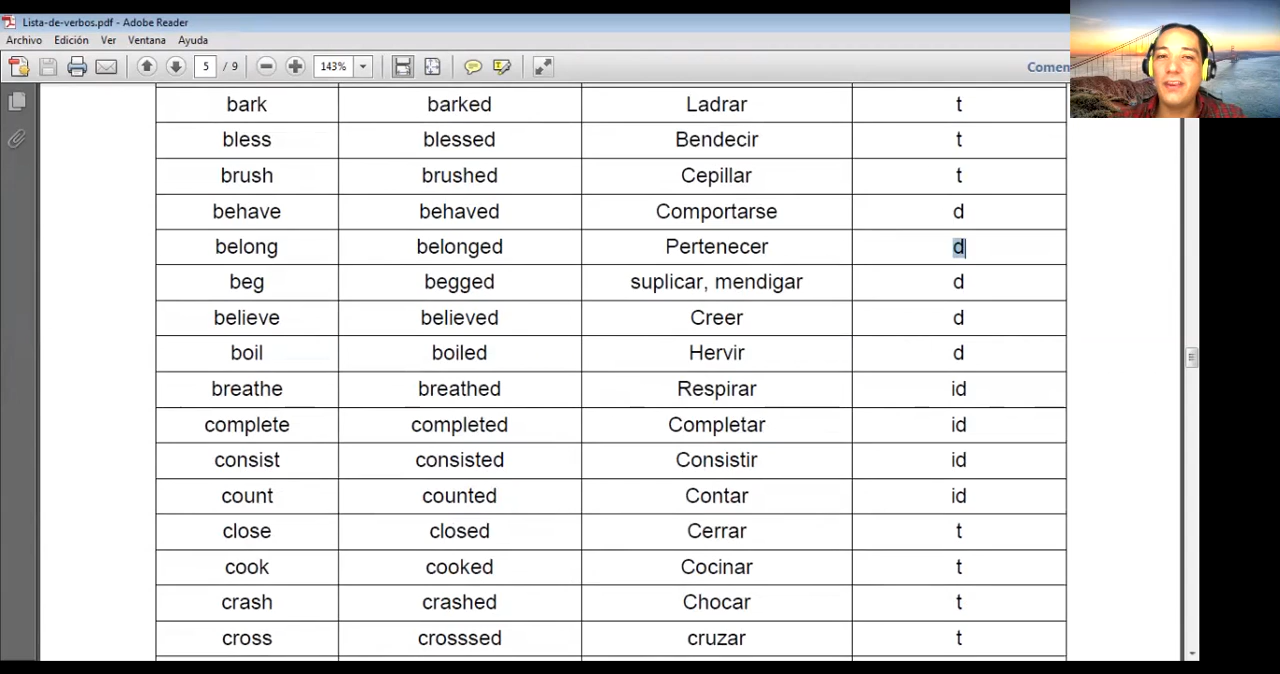 Lista-de-verbos.pdf - Adobe Reader
Archivo Edición Ver Ventana Ayuda
5 / 9 143% Comen
bark barked Ladrar t
bless blessed Bendecir t
brush brushed Cepillar t
behave behaved Comportarse d
belong belonged Pertenecer d
beg begged suplicar, mendigar d
believe believed Creer d
boil boiled Hervir d
breathe breathed Respirar id
complete completed Completar id
consist consisted Consistir id
count counted Contar id
close closed Cerrar t
cook cooked Cocinar t
crash crashed Chocar t
cross crosssed cruzar t